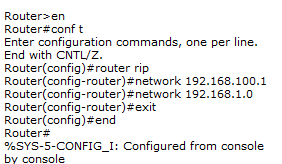 Router>en
Router#conf t
Enter configuration commands, one per line.
End with CNTL/Z.
Router(config)#router rip
Router(config-router)#network 192.168.100.1
Router(config-router)#network 192.168.1.0
Router(config-router)#exit
Router(config)#end
Router#
%SYS-5-CONFIG_I: Configured from console
by console